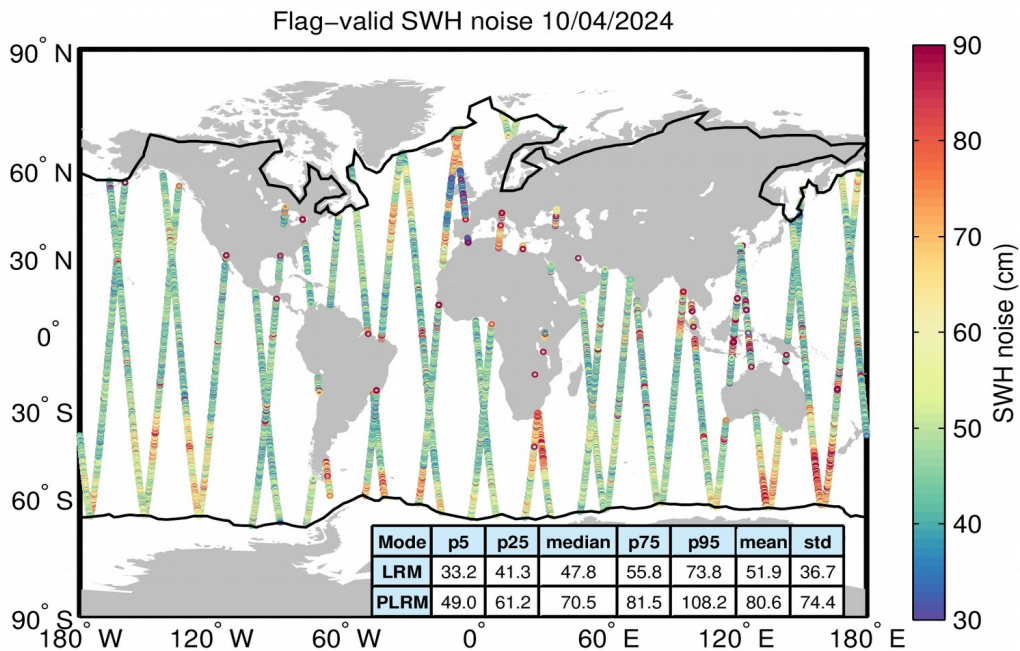 Flag−valid SWH noise 10/04/2024
90° N
60° N
30° N
0°
30° S
60° S
90° S
180° W
120° W
60° W
0°
60° E
120° E
180° E
Mode p5 p25 median p75 p95 mean std
LRM 33.2 41.3 47.8 55.8 73.8 51.9 36.7
PLRM 49.0 61.2 70.5 81.5 108.2 80.6 74.4
90
80
70
60
50
40
30
SWH noise (cm)